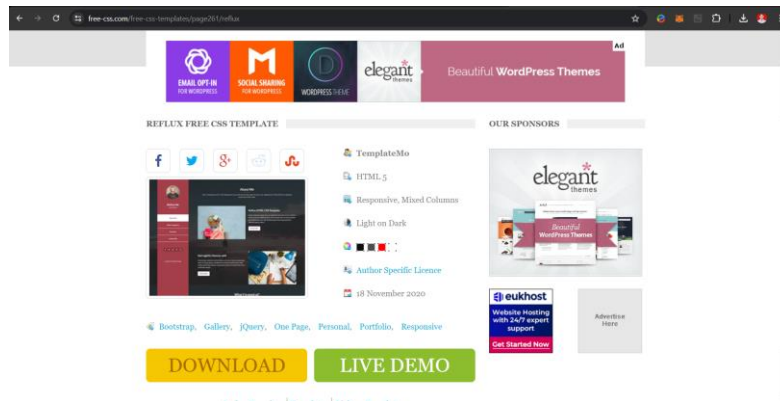 free-css.com/free-css-templates/page261/reflux
Ad
EMAIL OPT-IN
FOR WORDPRESS
SOCIAL SHARING
FOR WORDPRESS
WORDPRESS THEME
elegant
themes
Beautiful WordPress Themes
REFLUX FREE CSS TEMPLATE
OUR SPONSORS
TemplateMo
HTML 5
Responsive, Mixed Columns
Light on Dark
Author Specific Licence
18 November 2020
elegant
themes
Beautiful
WordPress Themes
eukhost
Website Hosting
with 24/7 expert
support
Get Started Now
Advertise
Here
Bootstrap, Gallery, jQuery, One Page, Personal, Portfolio, Responsive
DOWNLOAD
LIVE DEMO